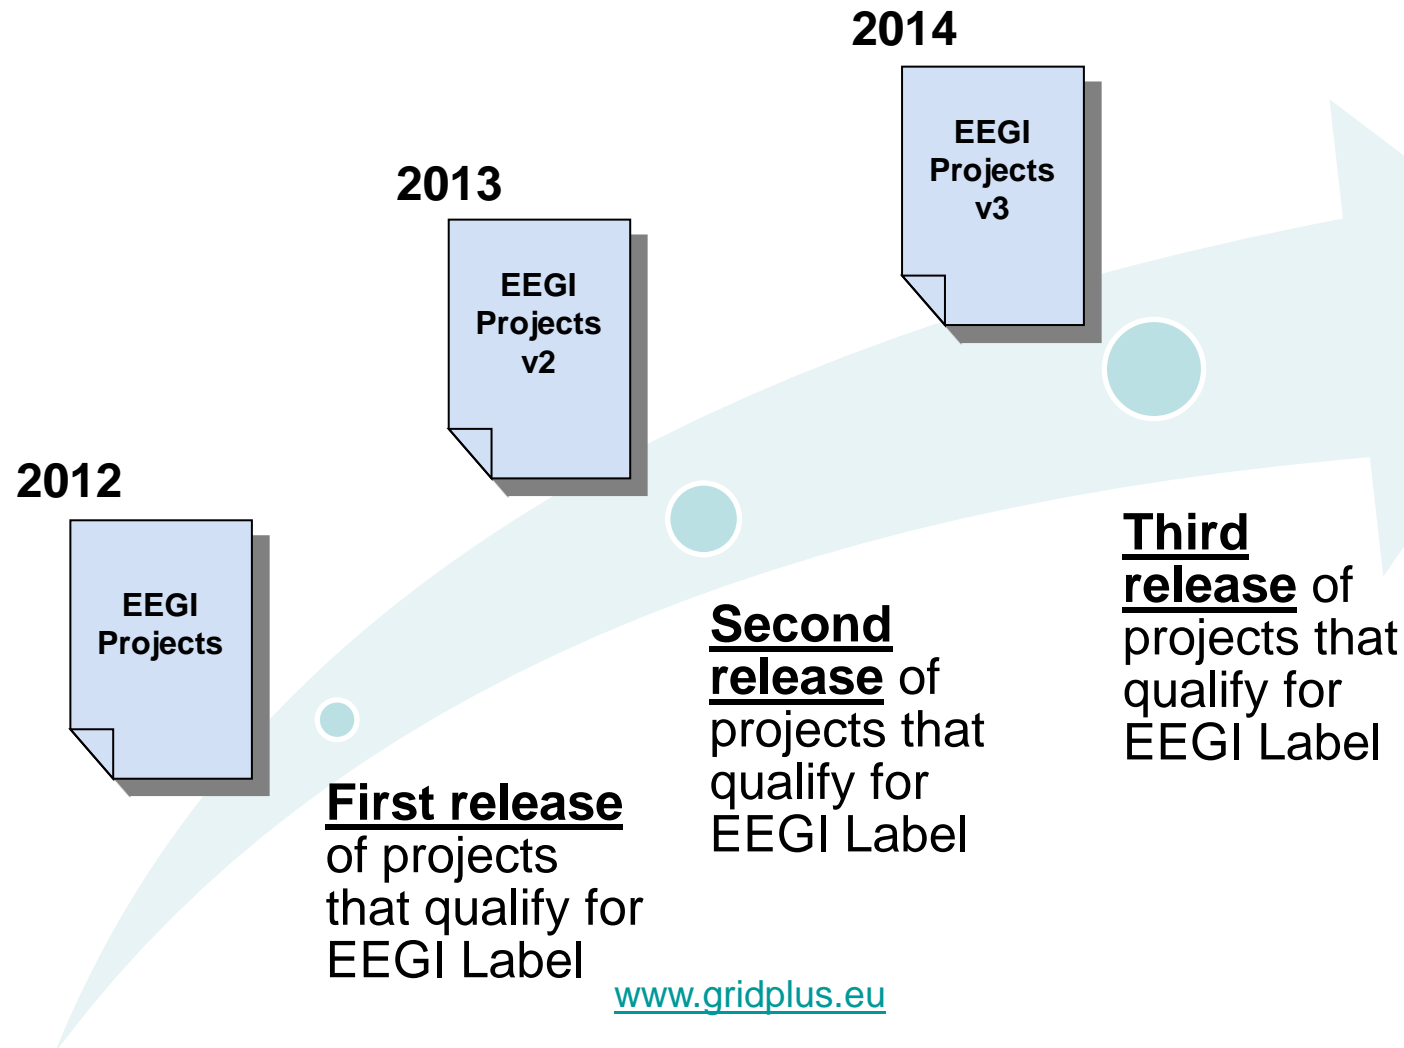 2012
EEGI
Projects
First release
of projects
that qualify for
EEGI Label
2013
EEGI
Projects
v2
Second
release of
projects that
qualify for
EEGI Label
2014
EEGI
Projects
v3
Third
release of
projects that
qualify for
EEGI Label
www.gridplus.eu